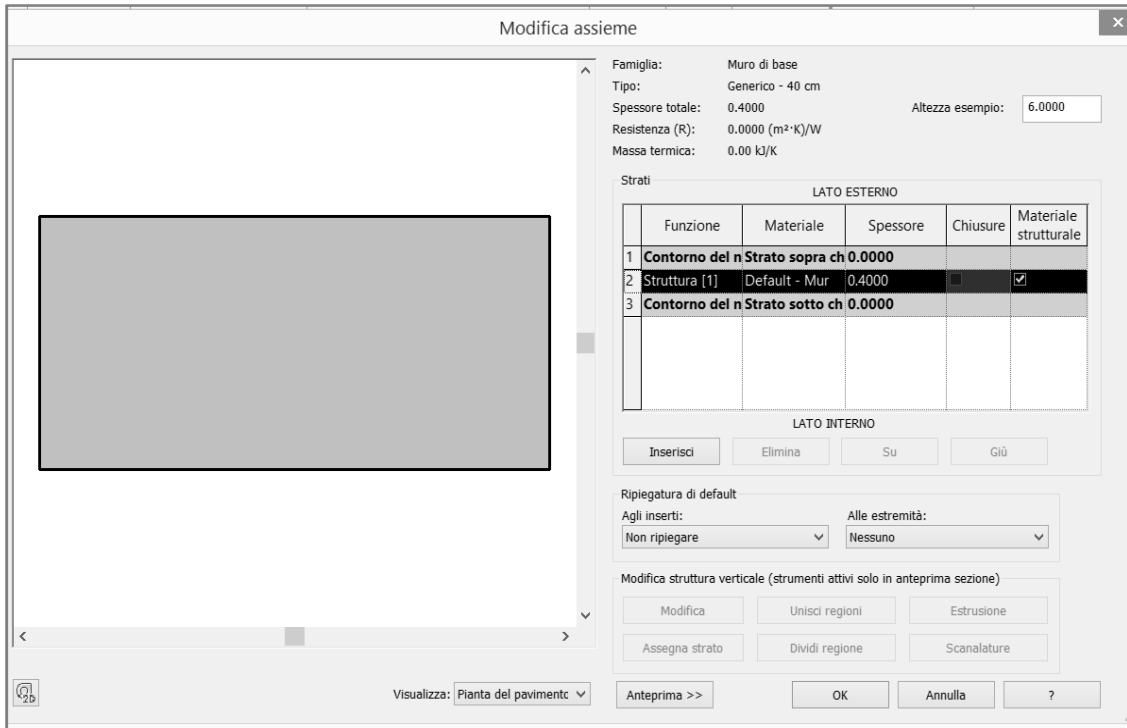 Modifica assieme
Famiglia: Muro di base
Tipo: Generico - 40 cm
Spessore totale: 0.4000 Altezza esempio: 6.0000
Resistenza (R): 0.0000 (m²·K)/W
Massa termica: 0.00 kJ/K
Strati
LATO ESTERNO
Funzione Materiale Spessore Chiusure Materiale strutturale
1 Contorno del n Strato sopra ch 0.0000
2 Struttura [1] Default - Mur 0.4000
3 Contorno del n Strato sotto ch 0.0000
LATO INTERNO
Inserisci Elimina Su Giù
Ripiegatura di default
Agli inserti: Alle estremità:
Non ripiegare Nessuno
Modifica struttura verticale (strumenti attivi solo in anteprima sezione)
Modifica Unisci regioni Estrusione
Assegna strato Dividi regione Scanalature
2D Visualizza: Pianta del pavimento Anteprima >> OK Annulla ?